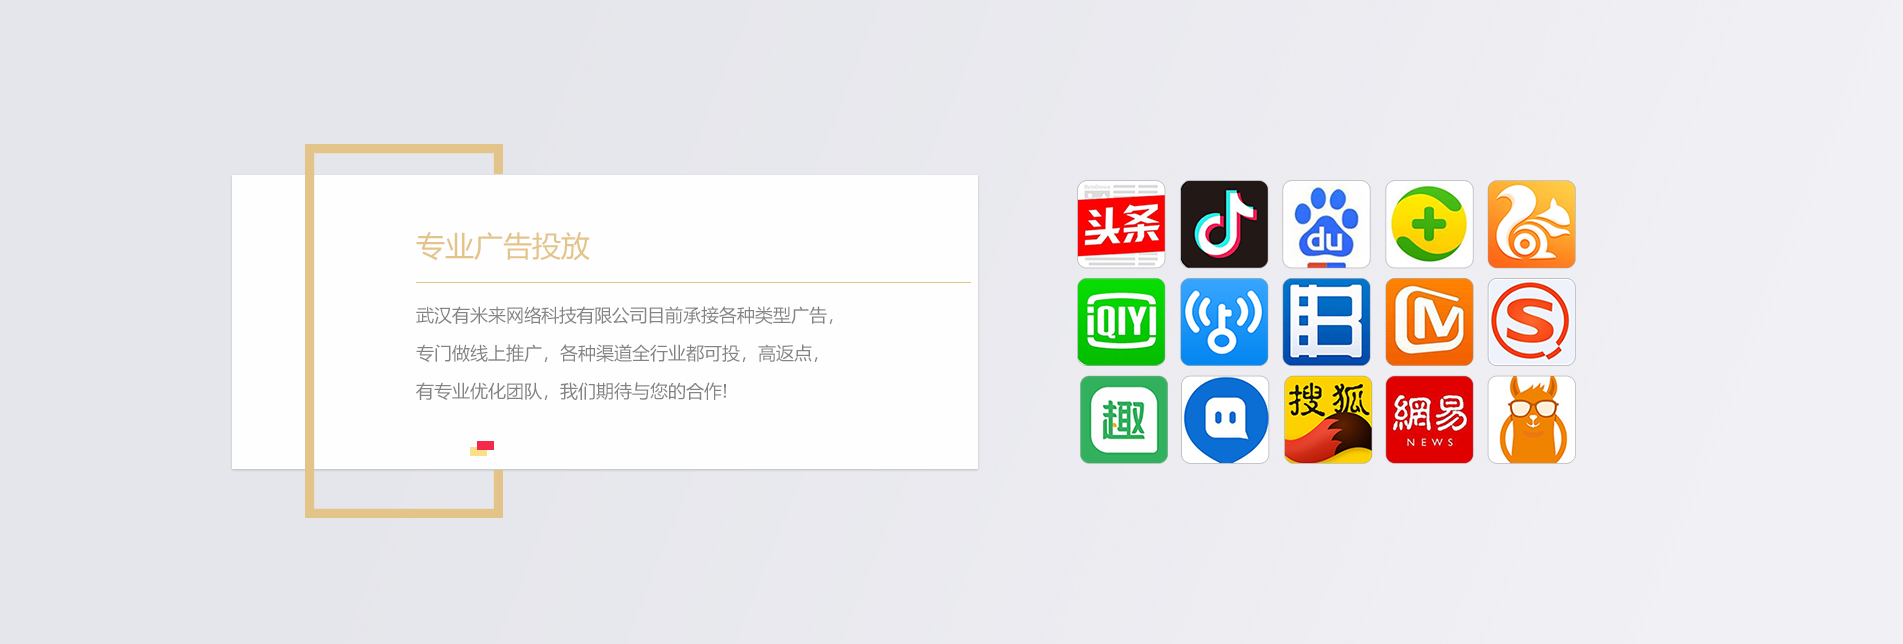 专业广告投放
武汉有米来网络科技有限公司目前承接各种类型广告，
专门做线上推广，各种渠道全行业都可投，高返点，
有专业优化团队，我们期待与您的合作!
头条
du
iQIYI
S
趣
搜狐
網易
NEWS